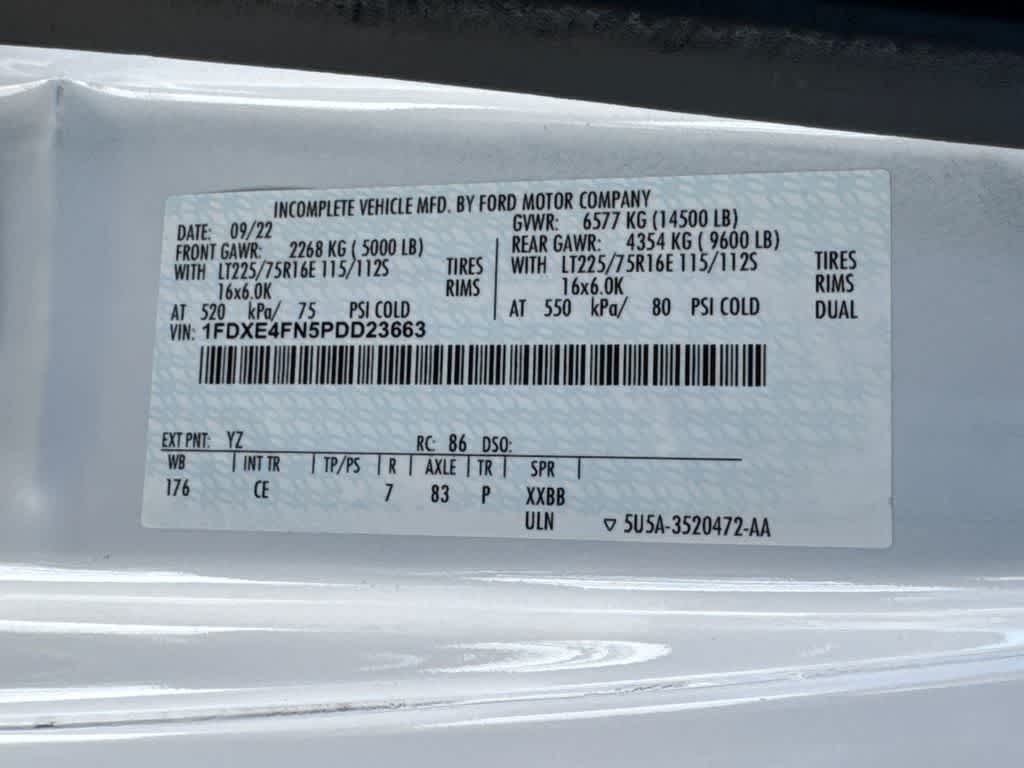 INCOMPLETE VEHICLE MFD. BY FORD MOTOR COMPANY
DATE: 09/22 GVWR: 6577 KG (14500 LB)
FRONT GAWR: 2268 KG ( 5000 LB) REAR GAWR: 4354 KG ( 9600 LB)
WITH LT225/75R16E 115/112S TIRES WITH LT225/75R16E 115/112S TIRES
16x6.0K RIMS 16x6.0K RIMS
AT 520 kPa/ 75 PSI COLD AT 550 kPa/ 80 PSI COLD DUAL
VIN: 1FDXE4FN5PDD23663
EXT PNT: YZ RC: 86 DSO:
WB INT TR TP/PS R AXLE TR SPR
176 CE 7 83 P XXBB
ULN ▽ 5U5A-3520472-AA